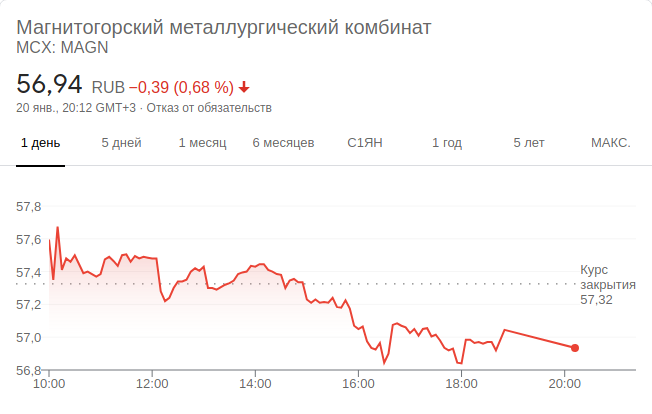 Магнитогорский металлургический комбинат
MCX: MAGN
56,94 RUB −0,39 (0,68 %)
20 янв., 20:12 GMT+3 · Отказ от обязательств
1 день 5 дней 1 месяц 6 месяцев С1ЯН 1 год 5 лет МАКС.
57,8
57,6
57,4
57,2
57,0
56,8
Курс
закрытия
57,32
10:00 12:00 14:00 16:00 18:00 20:00